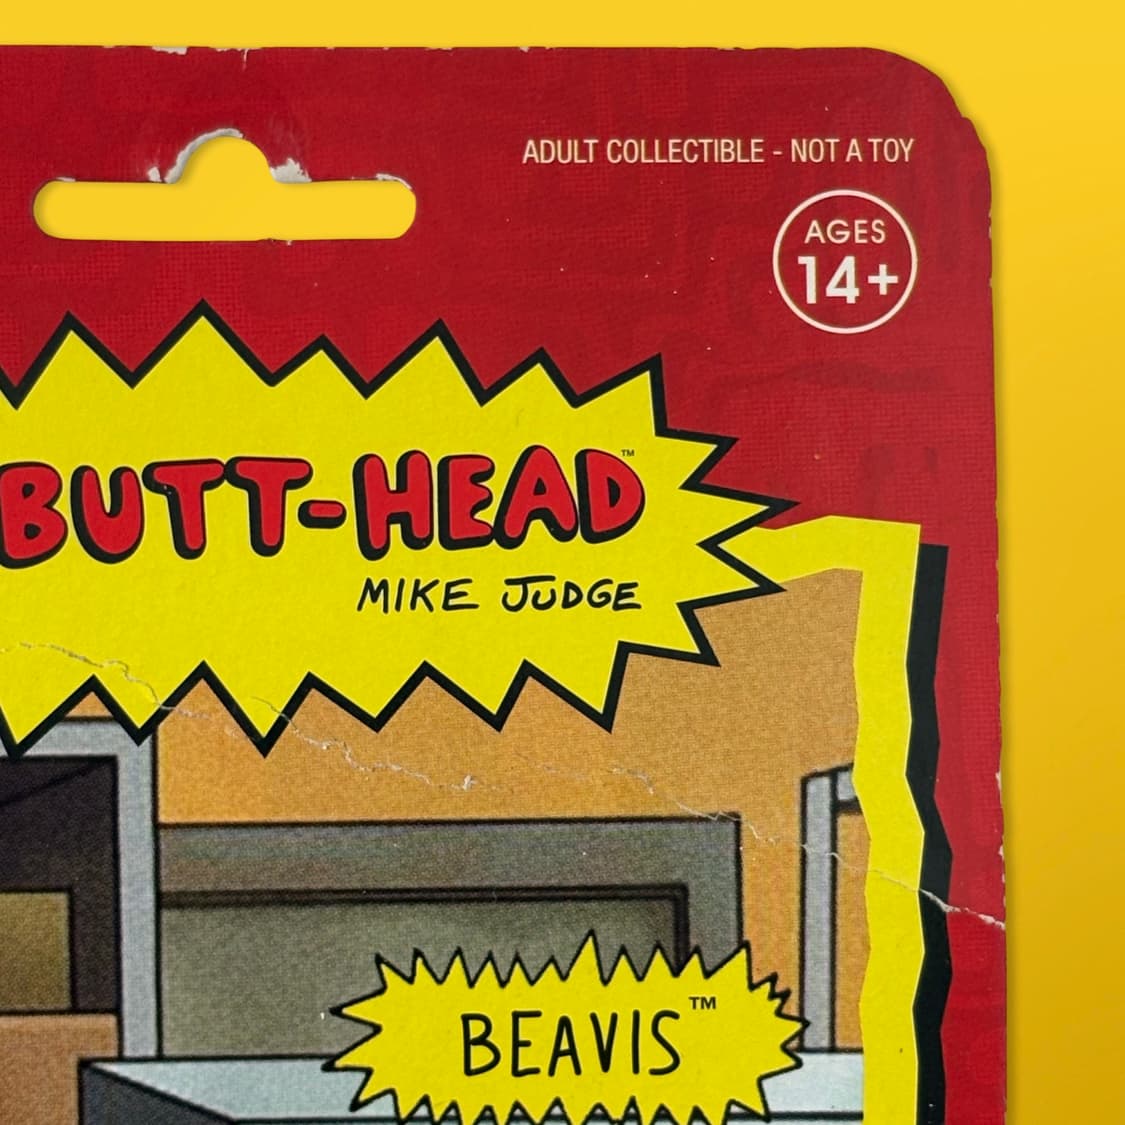 ADULT COLLECTIBLE - NOT A TOY
AGES
14+
BUTT-HEAD™
MIKE JUDGE
BEAVIS™